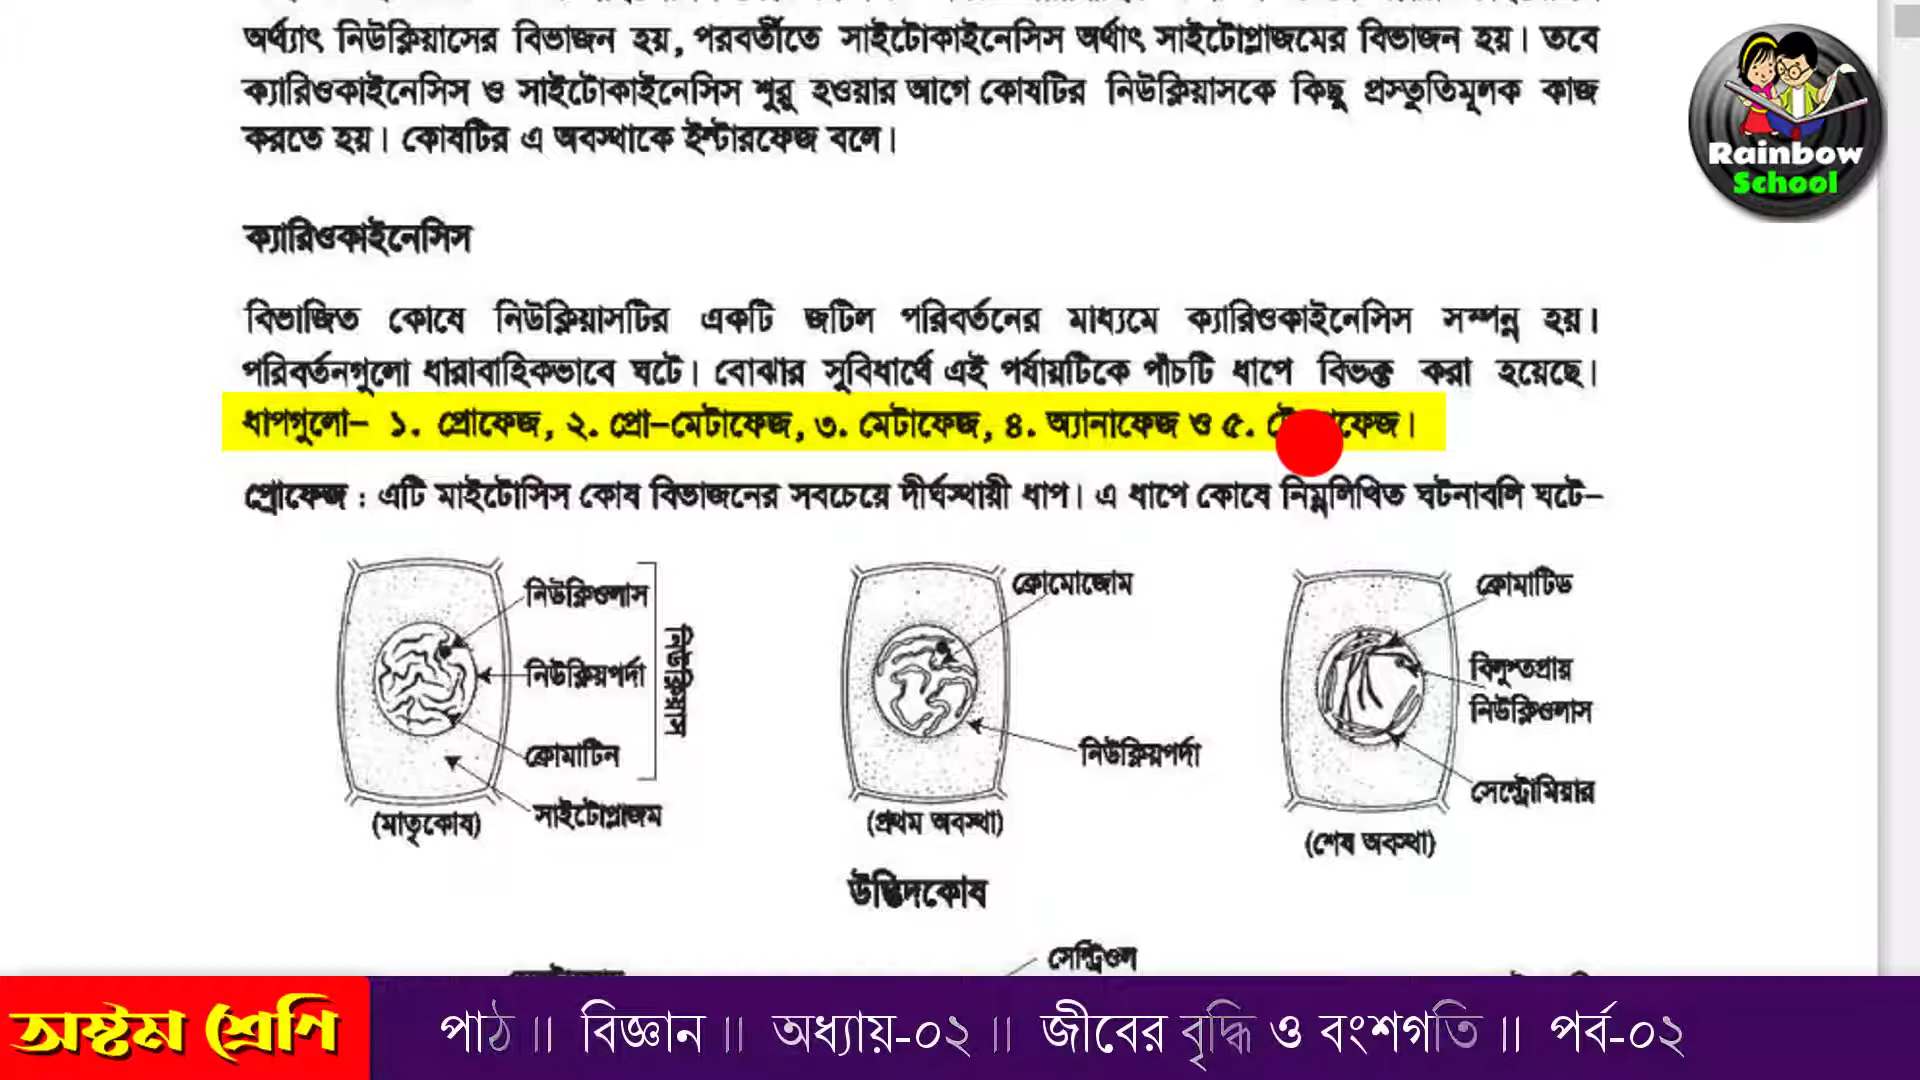 অর্থ্যাৎ নিউক্লিয়াসের বিভাজন হয়, পরবর্তীতে সাইটোকাইনেসিস অর্থাৎ সাইটোপ্লাজমের বিভাজন হয়। তবে
ক্যারিওকাইনেসিস ও সাইটোকাইনেসিস শুরু হওয়ার আগে কোষটির নিউক্লিয়াসকে কিছু প্রস্তুতিমূলক কাজ
করতে হয়। কোষটির এ অবস্থাকে ইন্টারফেজ বলে।
Rainbow
School
ক্যারিওকাইনেসিস
বিভাজিত কোষে নিউক্লিয়াসটির একটি জটিল পরিবর্তনের মাধ্যমে ক্যারিওকাইনেসিস সম্পন্ন হয়।
পরিবর্তনগুলো ধারাবাহিকভাবে ঘটে। বোঝার সুবিধার্থে এই পর্যায়টিকে পাঁচটি ধাপে বিভক্ত করা হয়েছে।
ধাপগুলো– ১. প্রোফেজ, ২. প্রো–মেটাফেজ, ৩. মেটাফেজ, ৪. অ্যানাফেজ ও ৫.
প্রোফেজ : এটি মাইটোসিস কোষ বিভাজনের সবচেয়ে দীর্ঘস্থায়ী ধাপ। এ ধাপে কোষে নিম্নলিখিত ঘটনাবলি ঘটে–
নিউক্লিওলাস
নিউক্লিয়পর্দা
ক্রোমাটিন
নিউক্লিয়াস
সাইটোপ্লাজম
(মাতৃকোষ)
ক্রোমোজোম
নিউক্লিয়পর্দা
(প্রথম অবস্থা)
ক্রোমাটিড
বিলুপ্তপ্রায়
নিউক্লিওলাস
সেন্ট্রোমিয়ার
(শেষ অবস্থা)
উদ্ভিদকোষ
সেন্ট্রিওল
অষ্টম শ্রেণি
পাঠ ॥ বিজ্ঞান ॥ অধ্যায়-০২ ॥ জীবের বৃদ্ধি ও বংশগতি ॥ পর্ব-০২